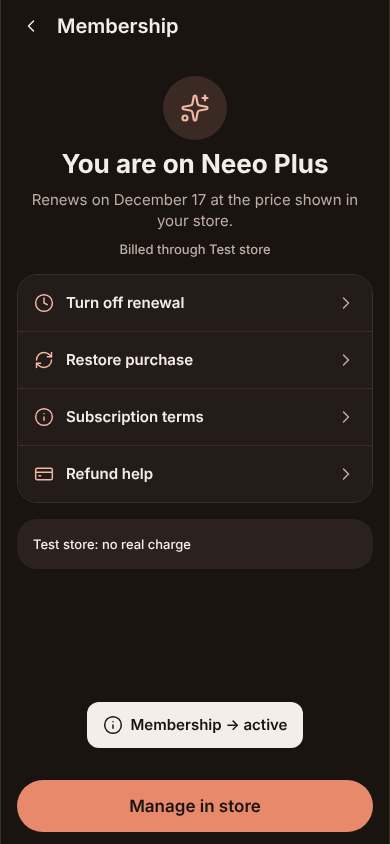 Membership
You are on Neeo Plus
Renews on December 17 at the price shown in
your store.
Billed through Test store
Turn off renewal
Restore purchase
Subscription terms
Refund help
Test store: no real charge
Membership → active
Manage in store